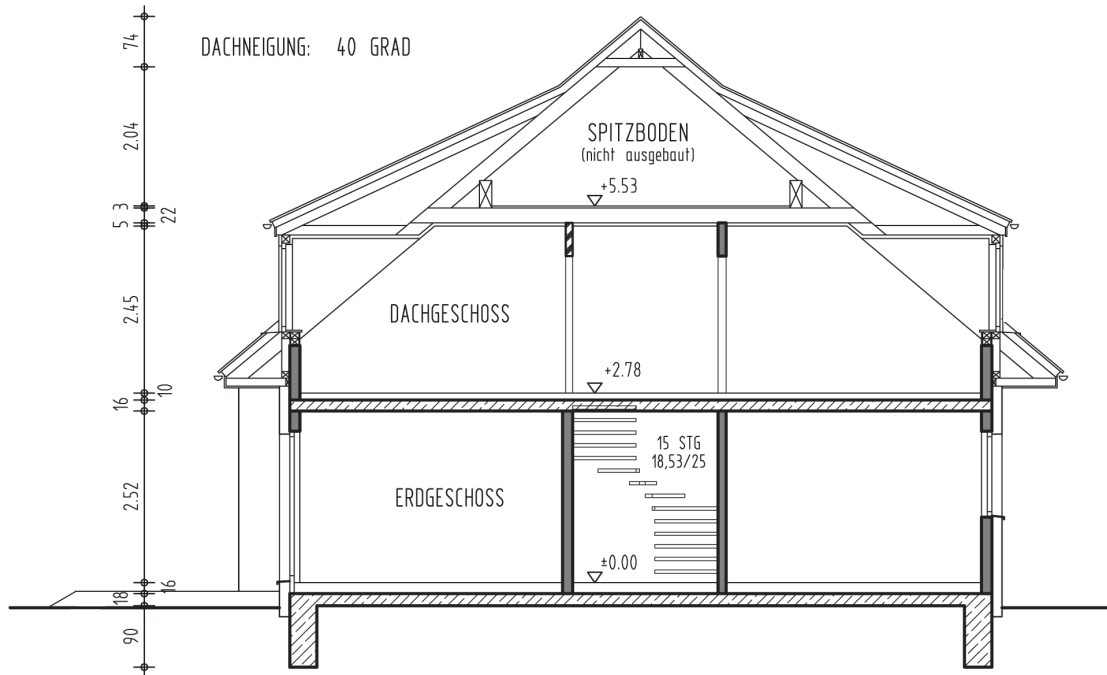 DACHNEIGUNG: 40 GRAD
74
2.04
3
22
5
2.45
10
16
2.52
16
18
90
SPITZBODEN
(nicht ausgebaut)
+5.53
DACHGESCHOSS
+2.78
15 STG
18,53/25
ERDGESCHOSS
±0.00